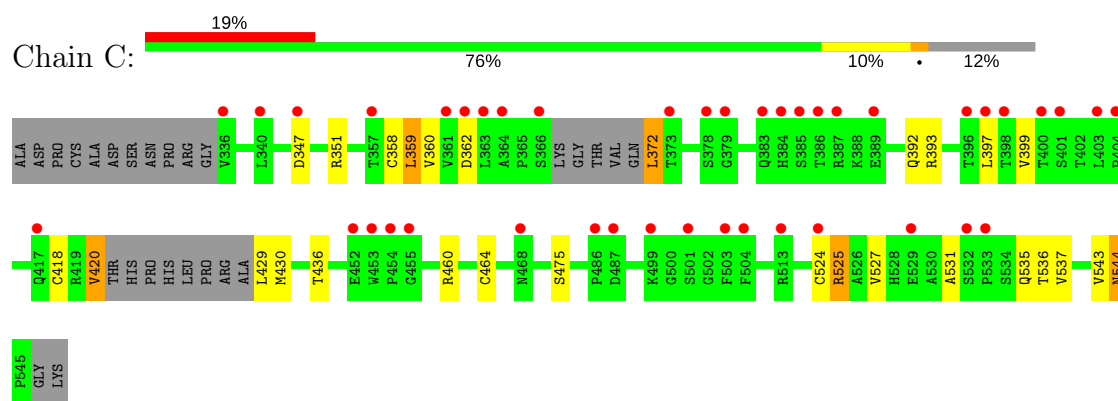 19%
Chain C:
76% 10% • 12%
ALA ASP PRO CYS ALA ASP SER ASN PRO ARG GLY V336 L340 D347 R351 T357 C358 L359 V360 V361 D362 L363 A364 P365 S366 LYS GLY THR VAL GLN L372 T373 S378 G379 Q383 H384 S385 T386 R387 K388 E389 Q392 R393 T396 L397 T398 V399 T400 S401 T402 L403
Q417 C418 R419 V420 THR HIS PRO HIS LEU PRO ARG ALA L429 M430 T436 E452 W453 P454 G455 R460 C464 N468 S475 P486 D487 K499 G500 S501 G502 F503 F504 R513 C524 R525 A526 V527 H528 E529 A530 A531 S532 P533 S534 Q535 T536 V537 V543 N544
P545 GLY LYS